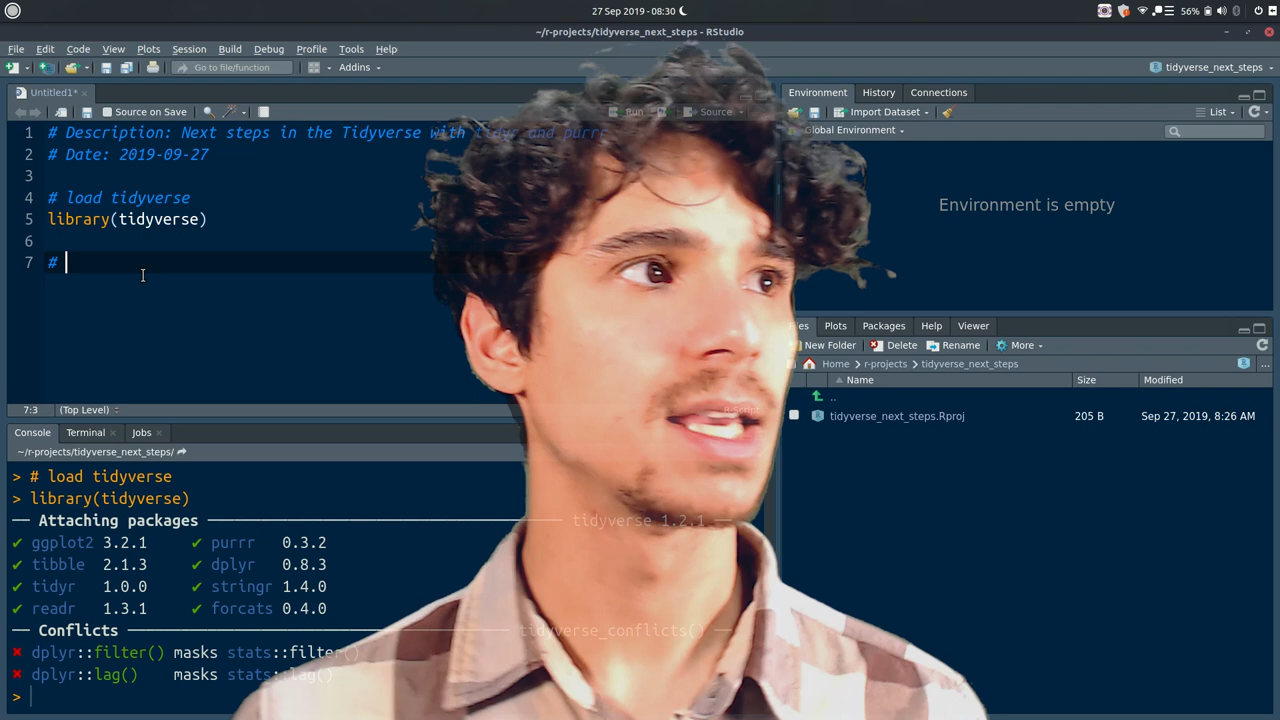 27 Sep 2019 - 08:30
56%
~/r-projects/tidyverse_next_steps - RStudio
File Edit Code View Plots Session Build Debug Profile Tools Help
Go to file/function Addins
tidyverse_next_steps
Untitled1*
Source on Save Run Source
1 # Description: Next steps in the Tidyverse with tidyr and purrr
2 # Date: 2019-09-27
3
4 # load tidyverse
5 library(tidyverse)
6
7 #
7:3 (Top Level) R Script
Console Terminal Jobs
~/r-projects/tidyverse_next_steps/
> # load tidyverse
> library(tidyverse)
── Attaching packages ── tidyverse 1.2.1 ──
✔ ggplot2 3.2.1 ✔ purrr 0.3.2
✔ tibble 2.1.3 ✔ dplyr 0.8.3
✔ tidyr 1.0.0 ✔ stringr 1.4.0
✔ readr 1.3.1 ✔ forcats 0.4.0
── Conflicts ── tidyverse_conflicts() ──
✖ dplyr::filter() masks stats::filter()
✖ dplyr::lag() masks stats::lag()
>
Environment History Connections
Import Dataset List
Global Environment
Environment is empty
Plots Packages Help Viewer
New Folder Delete Rename More
Home r-projects tidyverse_next_steps
Name Size Modified
..
tidyverse_next_steps.Rproj 205 B Sep 27, 2019, 8:26 AM